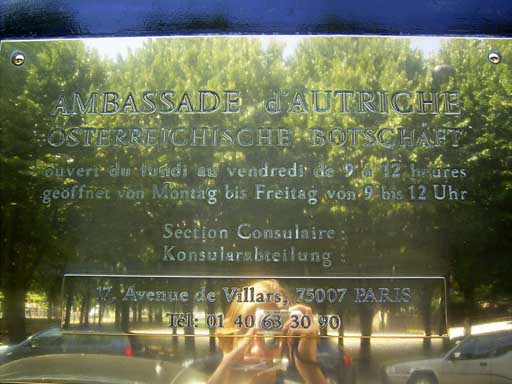 AMBASSADE d'AUTRICHE
ÖSTERREICHISCHE BOTSCHAFT
ouvert du lundi au vendredi de 9 à 12 heures
geöffnet von Montag bis Freitag von 9 bis 12 Uhr
Section Consulaire :
Konsularabteilung :
17, Avenue de Villars, 75007 PARIS
Tél: 01 40 63 30 90